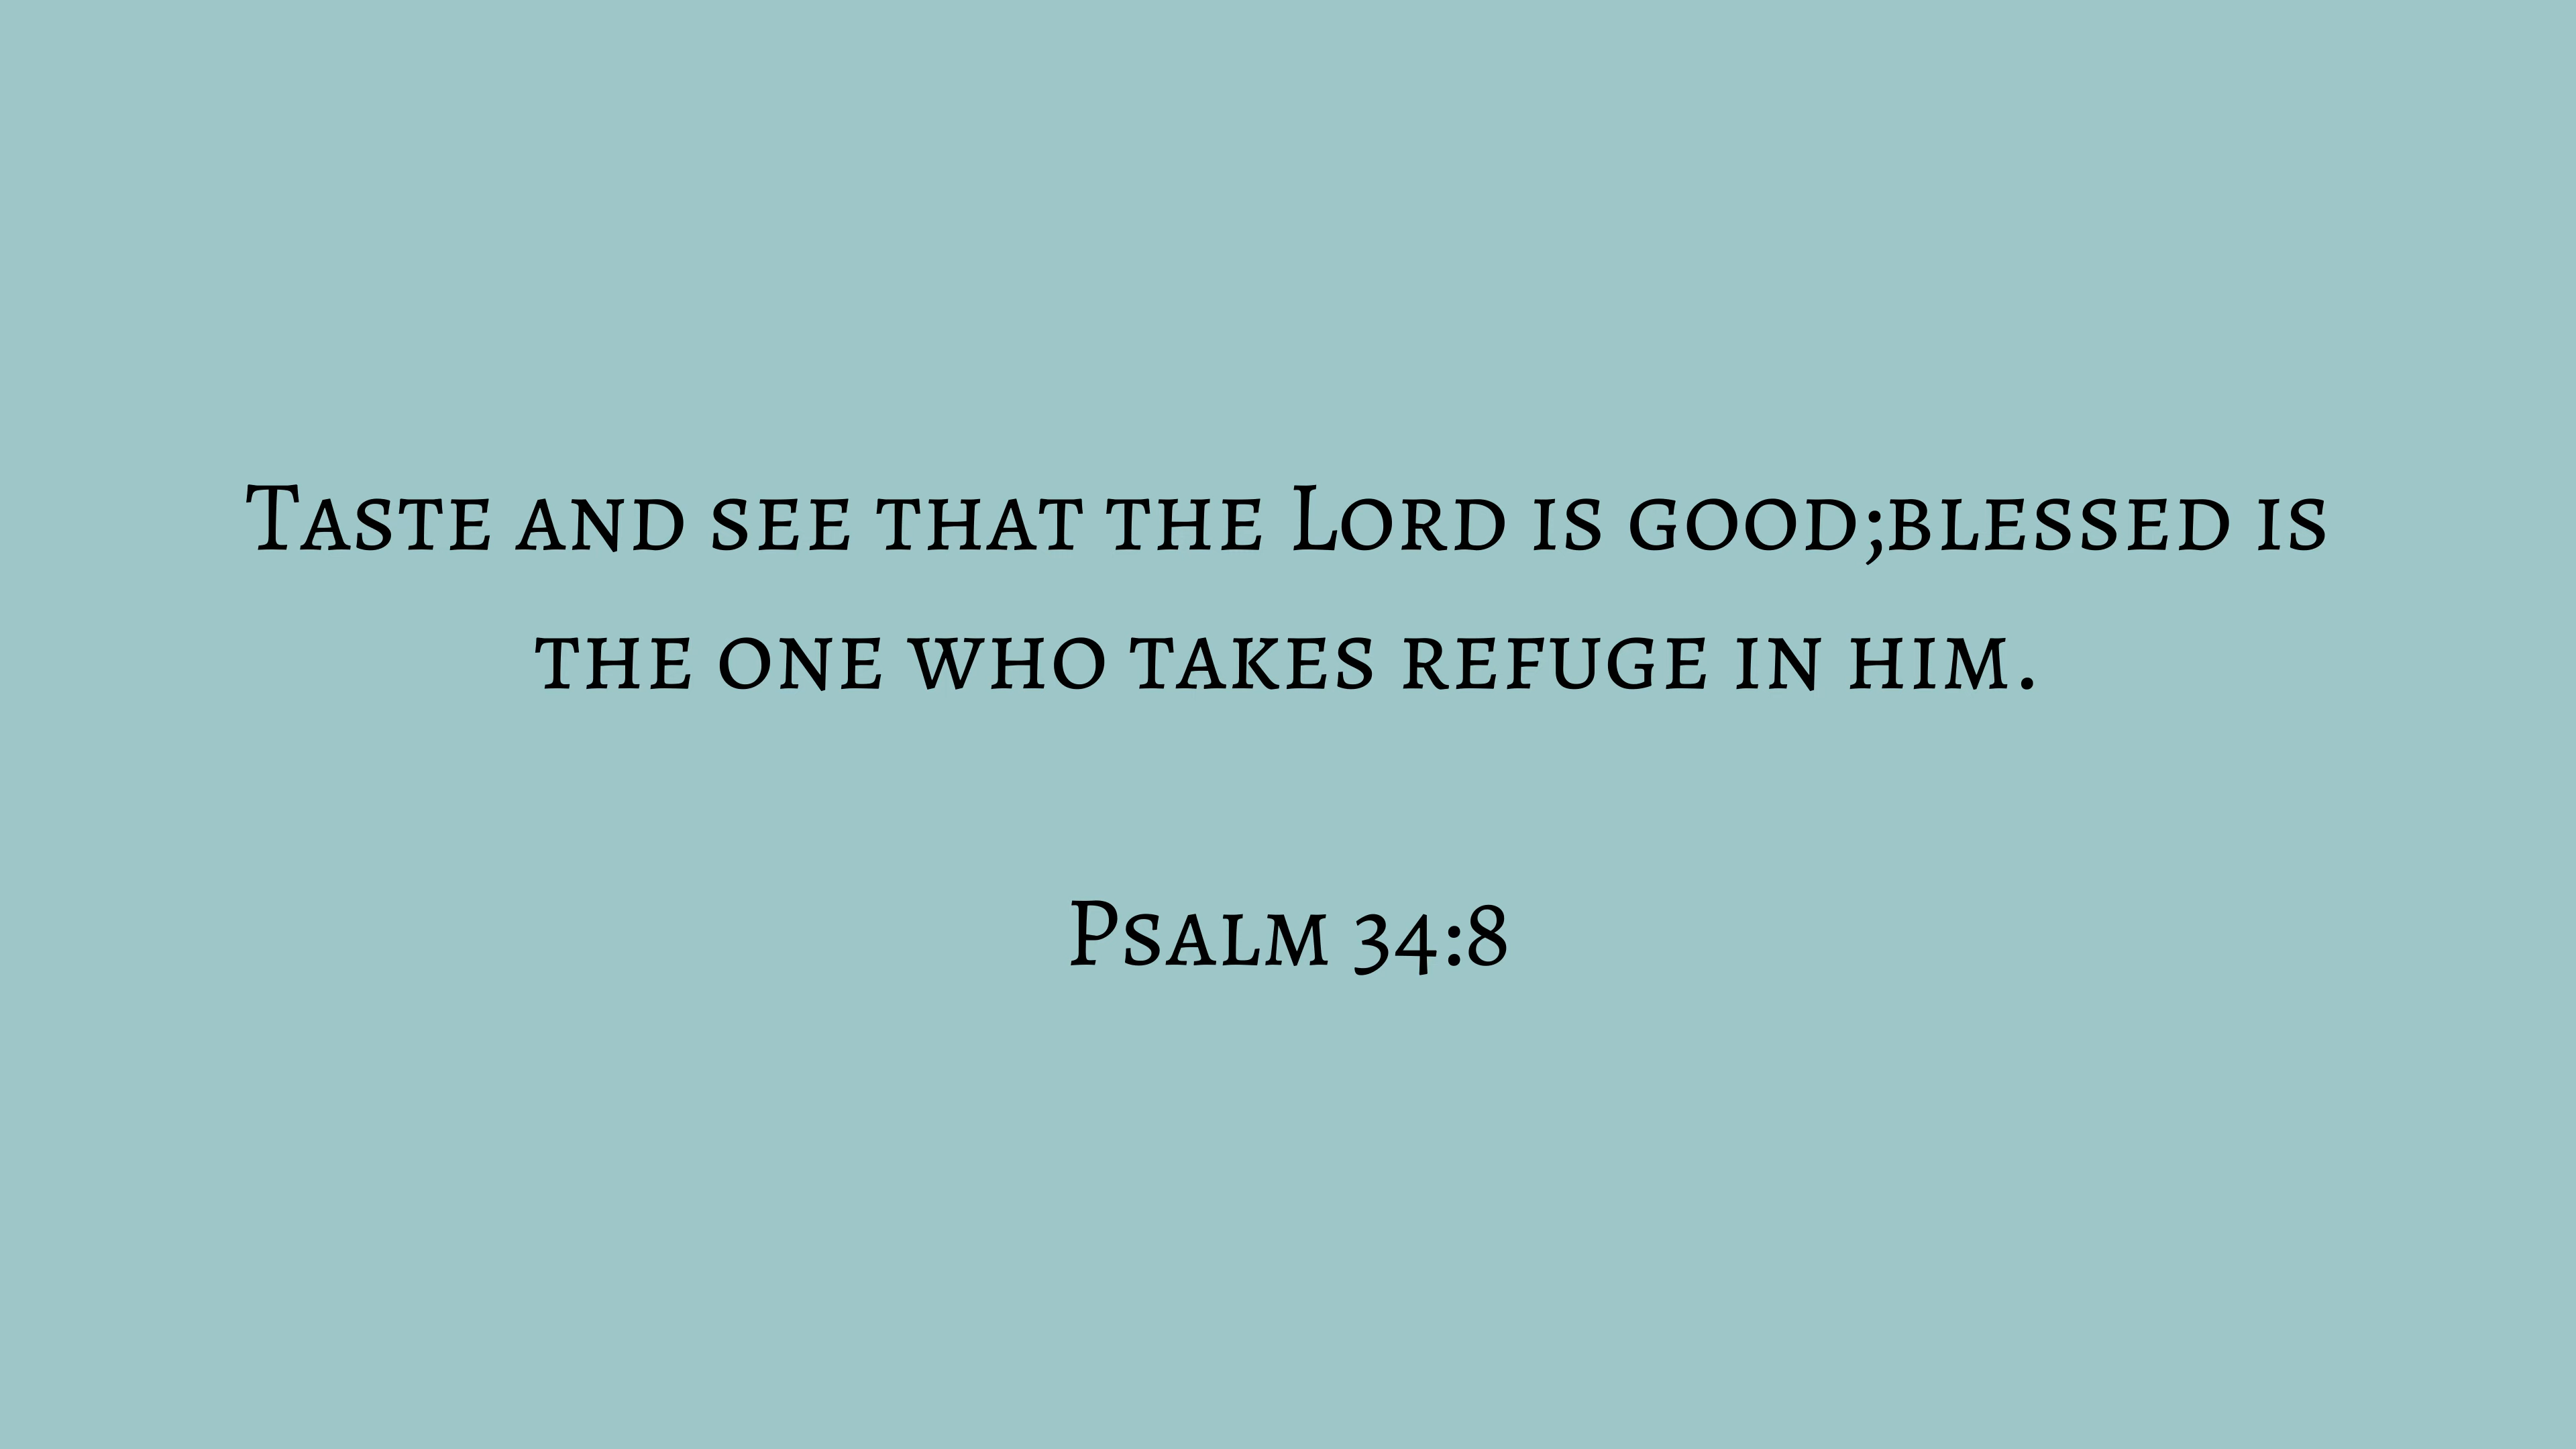 Taste and see that the Lord is good;blessed is
the one who takes refuge in him.
Psalm 34:8